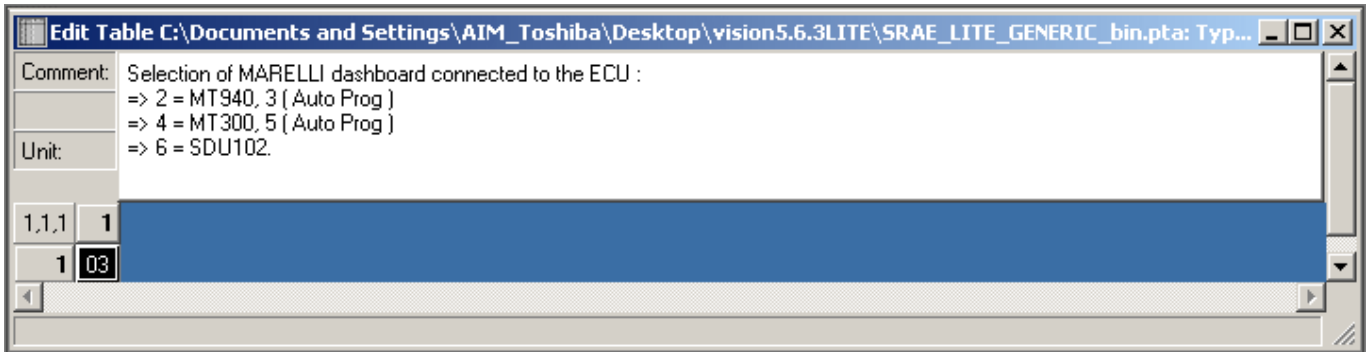 Edit Table C:\Documents and Settings\AIM_Toshiba\Desktop\vision5.6.3LITE\SRAE_LITE_GENERIC_bin.pta: Typ...
Comment:
Selection of MARELLI dashboard connected to the ECU :
=> 2 = MT940, 3 ( Auto Prog )
=> 4 = MT300, 5 ( Auto Prog )
Unit:
=> 6 = SDU102.
1,1,1 1
1 03